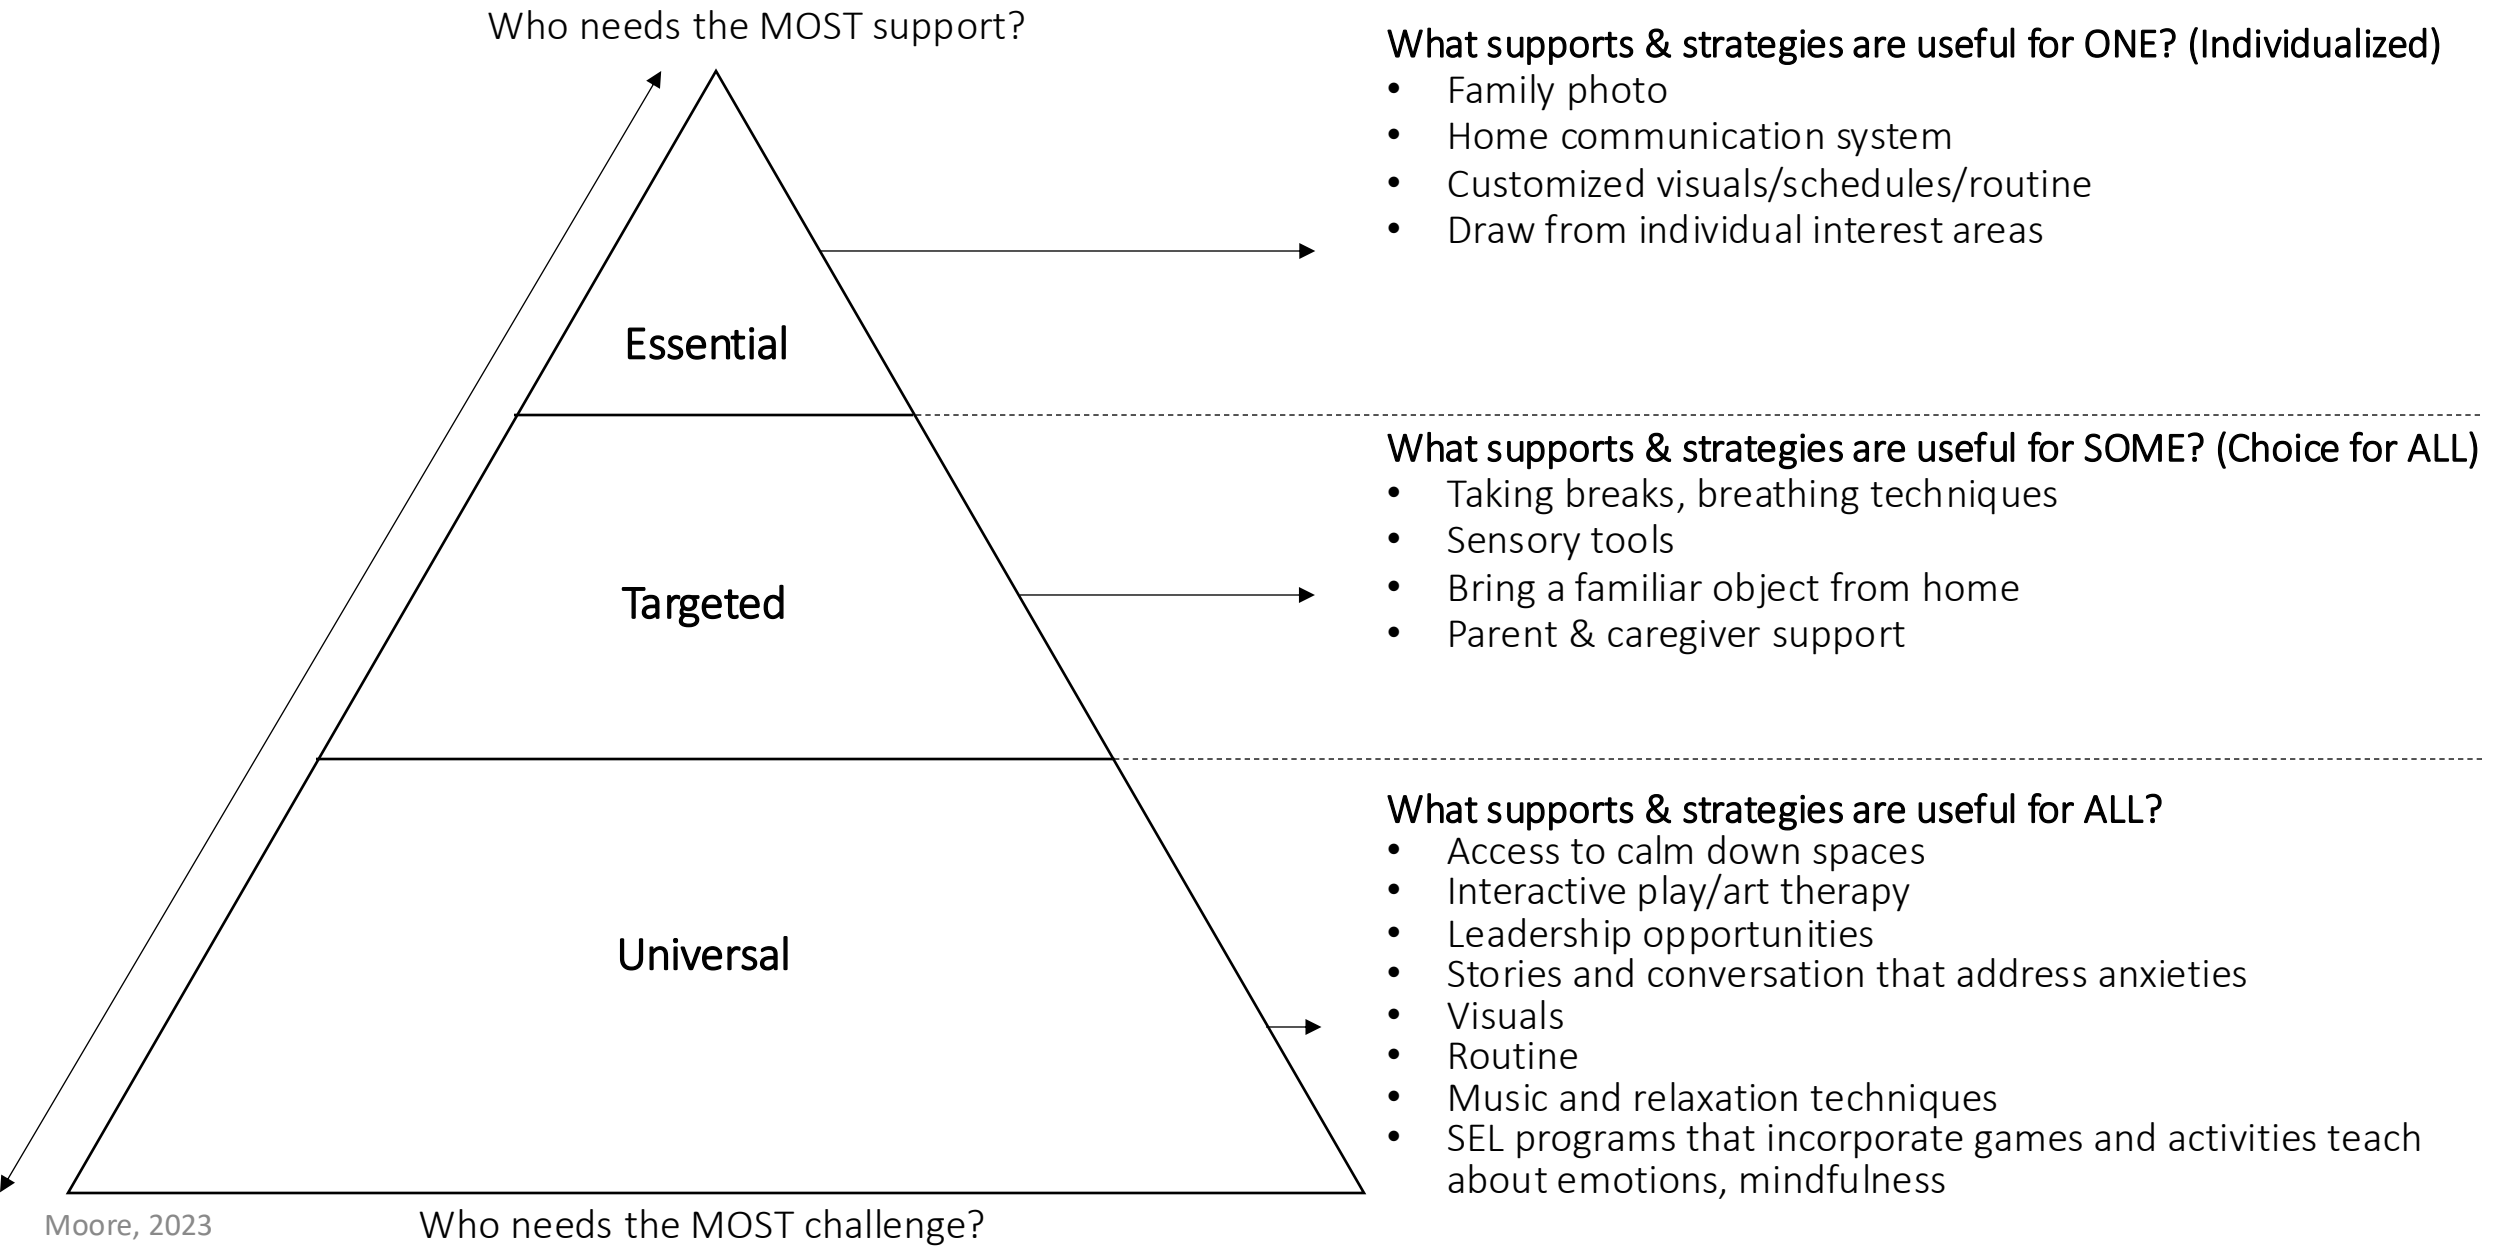 Who needs the MOST support?
What supports & strategies are useful for ONE? (Individualized)
• Family photo
• Home communication system
• Customized visuals/schedules/routine
• Draw from individual interest areas
Essential
What supports & strategies are useful for SOME? (Choice for ALL)
• Taking breaks, breathing techniques
• Sensory tools
• Bring a familiar object from home
• Parent & caregiver support
Targeted
What supports & strategies are useful for ALL?
• Access to calm down spaces
• Interactive play/art therapy
• Leadership opportunities
• Stories and conversation that address anxieties
• Visuals
• Routine
• Music and relaxation techniques
• SEL programs that incorporate games and activities teach
about emotions, mindfulness
Universal
Moore, 2023
Who needs the MOST challenge?